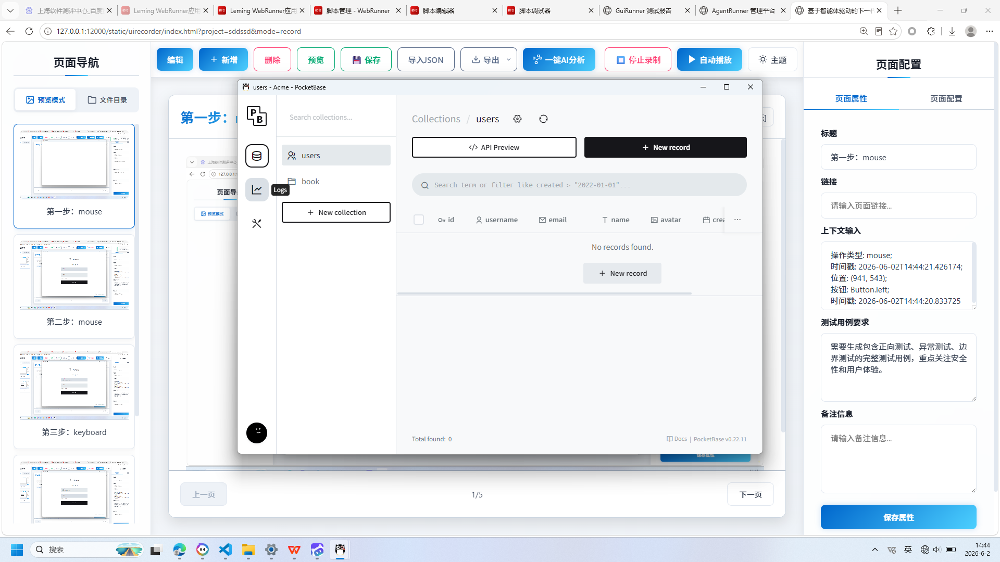 上海软件测评中心_百度
Leming WebRunner应用
Leming WebRunner应用
脚本管理 - WebRunner
脚本编辑器
脚本调试器
GuiRunner 测试报告
AgentRunner 管理平台
基于智能体驱动的下一
127.0.0.1:12000/static/uirecorder/index.html?project=sddssd&mode=record
页面导航
预览模式
文件目录
第一步：mouse
第二步：mouse
第三步：keyboard
编辑
+ 新增
删除
预览
保存
导入JSON
导出
一键AI分析
停止录制
自动播放
主题
第一步：
上海软件测评中心
127.0.0.1:1
页面导
预览模式
users - Acme - PocketBase
P
B
Search collections...
users
book
Logs
+ New collection
Collections / users
API Preview
+ New record
Search term or filter like created > "2022-01-01"...
id
username
email
name
avatar
crea
No records found.
+ New record
Total found: 0
Docs | PocketBase v0.22.11
保存属性
上一页
1/5
下一页
页面配置
页面属性
页面配置
标题
第一步：mouse
链接
请输入页面链接...
上下文输入
操作类型: mouse;
时间戳: 2026-06-02T14:44:21.426174;
位置: (941, 543);
按钮: Button.left;
时间戳: 2026-06-02T14:44:20.833725
测试用例要求
需要生成包含正向测试、异常测试、边
界测试的完整测试用例，重点关注安全
性和用户体验。
备注信息
请输入备注信息...
保存属性
搜索
英
14:44
2026-6-2